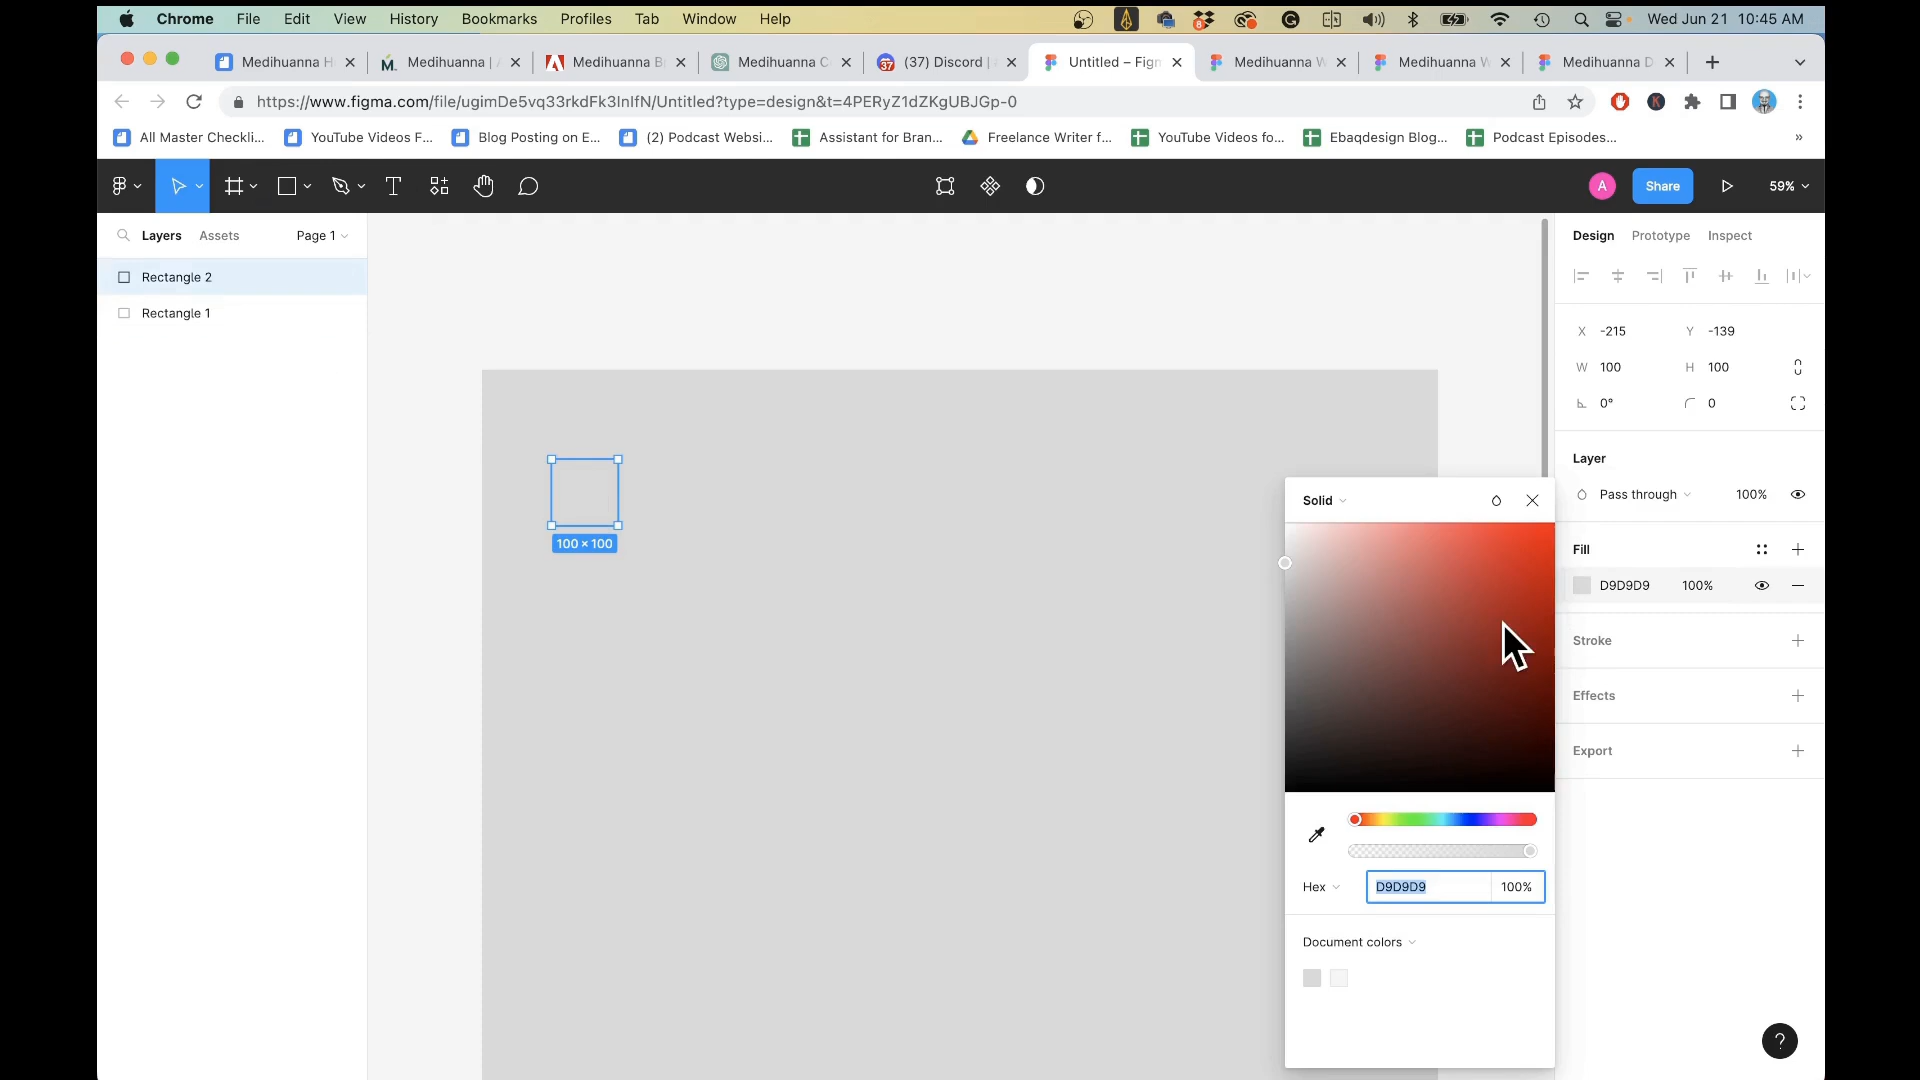 Chrome File Edit View History Bookmarks Profiles Tab Window Help 8 Wed Jun 21 10:45 AM
Medihuanna H Medihuanna | A Medihuanna B Medihuanna C 37 (37) Discord | Untitled – Figm Medihuanna W Medihuanna W Medihuanna D
https://www.figma.com/file/ugimDe5vq33rkdFk3InIfN/Untitled?type=design&t=4PERyZ1dZKgUBJGp-0
All Master Checkli... YouTube Videos F... Blog Posting on E... (2) Podcast Websi... Assistant for Bran... Freelance Writer f... YouTube Videos fo... Ebaqdesign Blog... Podcast Episodes... »
A Share 59%
Layers Assets Page 1
Design Prototype Inspect
Rectangle 2
Rectangle 1
X -215 Y -139
W 100 H 100
0° 0
Layer
Pass through 100%
Fill
D9D9D9 100%
Stroke
Effects
Export
100 × 100
Solid
Hex D9D9D9 100%
Document colors
?